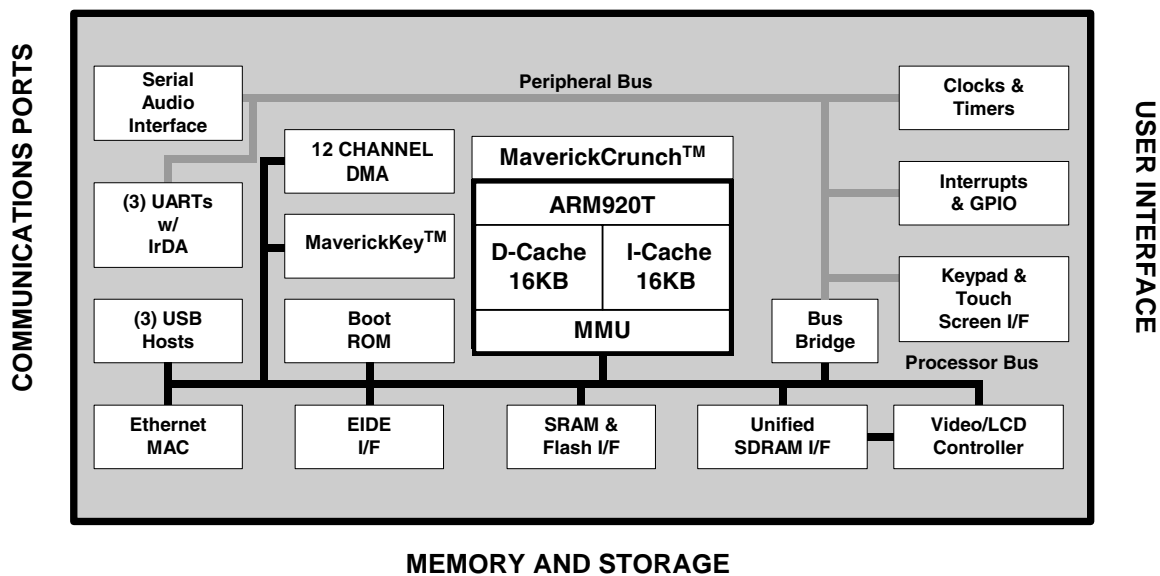 COMMUNICATIONS PORTS
Serial
Audio
Interface
Peripheral Bus
Clocks &
Timers
12 CHANNEL
DMA
MaverickCrunch™
(3) UARTs
w/
IrDA
ARM920T
Interrupts
& GPIO
MaverickKey™
D-Cache
16KB
I-Cache
16KB
Keypad &
Touch
Screen I/F
(3) USB
Hosts
Boot
ROM
MMU
Bus
Bridge
Processor Bus
Ethernet
MAC
EIDE
I/F
SRAM &
Flash I/F
Unified
SDRAM I/F
Video/LCD
Controller
USER INTERFACE
MEMORY AND STORAGE